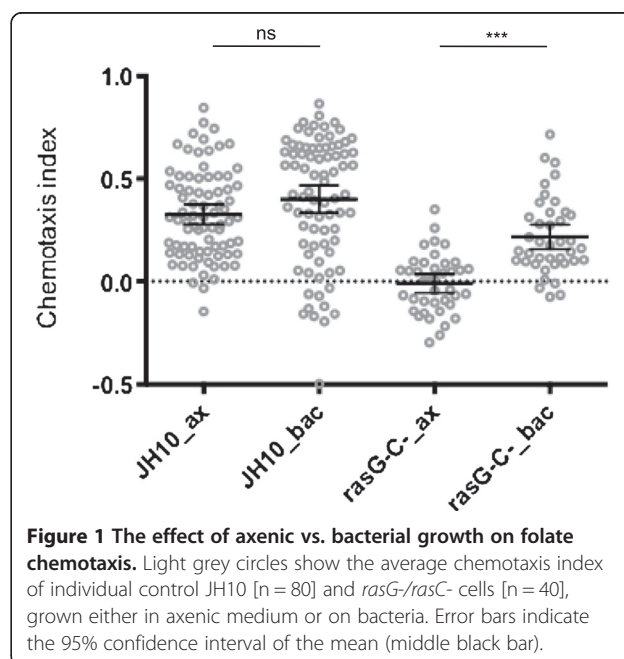 ns
***
1.0
0.5
0.0
-0.5
Chemotaxis index
JH10_ax
JH10_bac
rasG-C-_ax
rasG-C-_bac
Figure 1 The effect of axenic vs. bacterial growth on folate
chemotaxis. Light grey circles show the average chemotaxis index
of individual control JH10 [n = 80] and rasG-/rasC- cells [n = 40],
grown either in axenic medium or on bacteria. Error bars indicate
the 95% confidence interval of the mean (middle black bar).